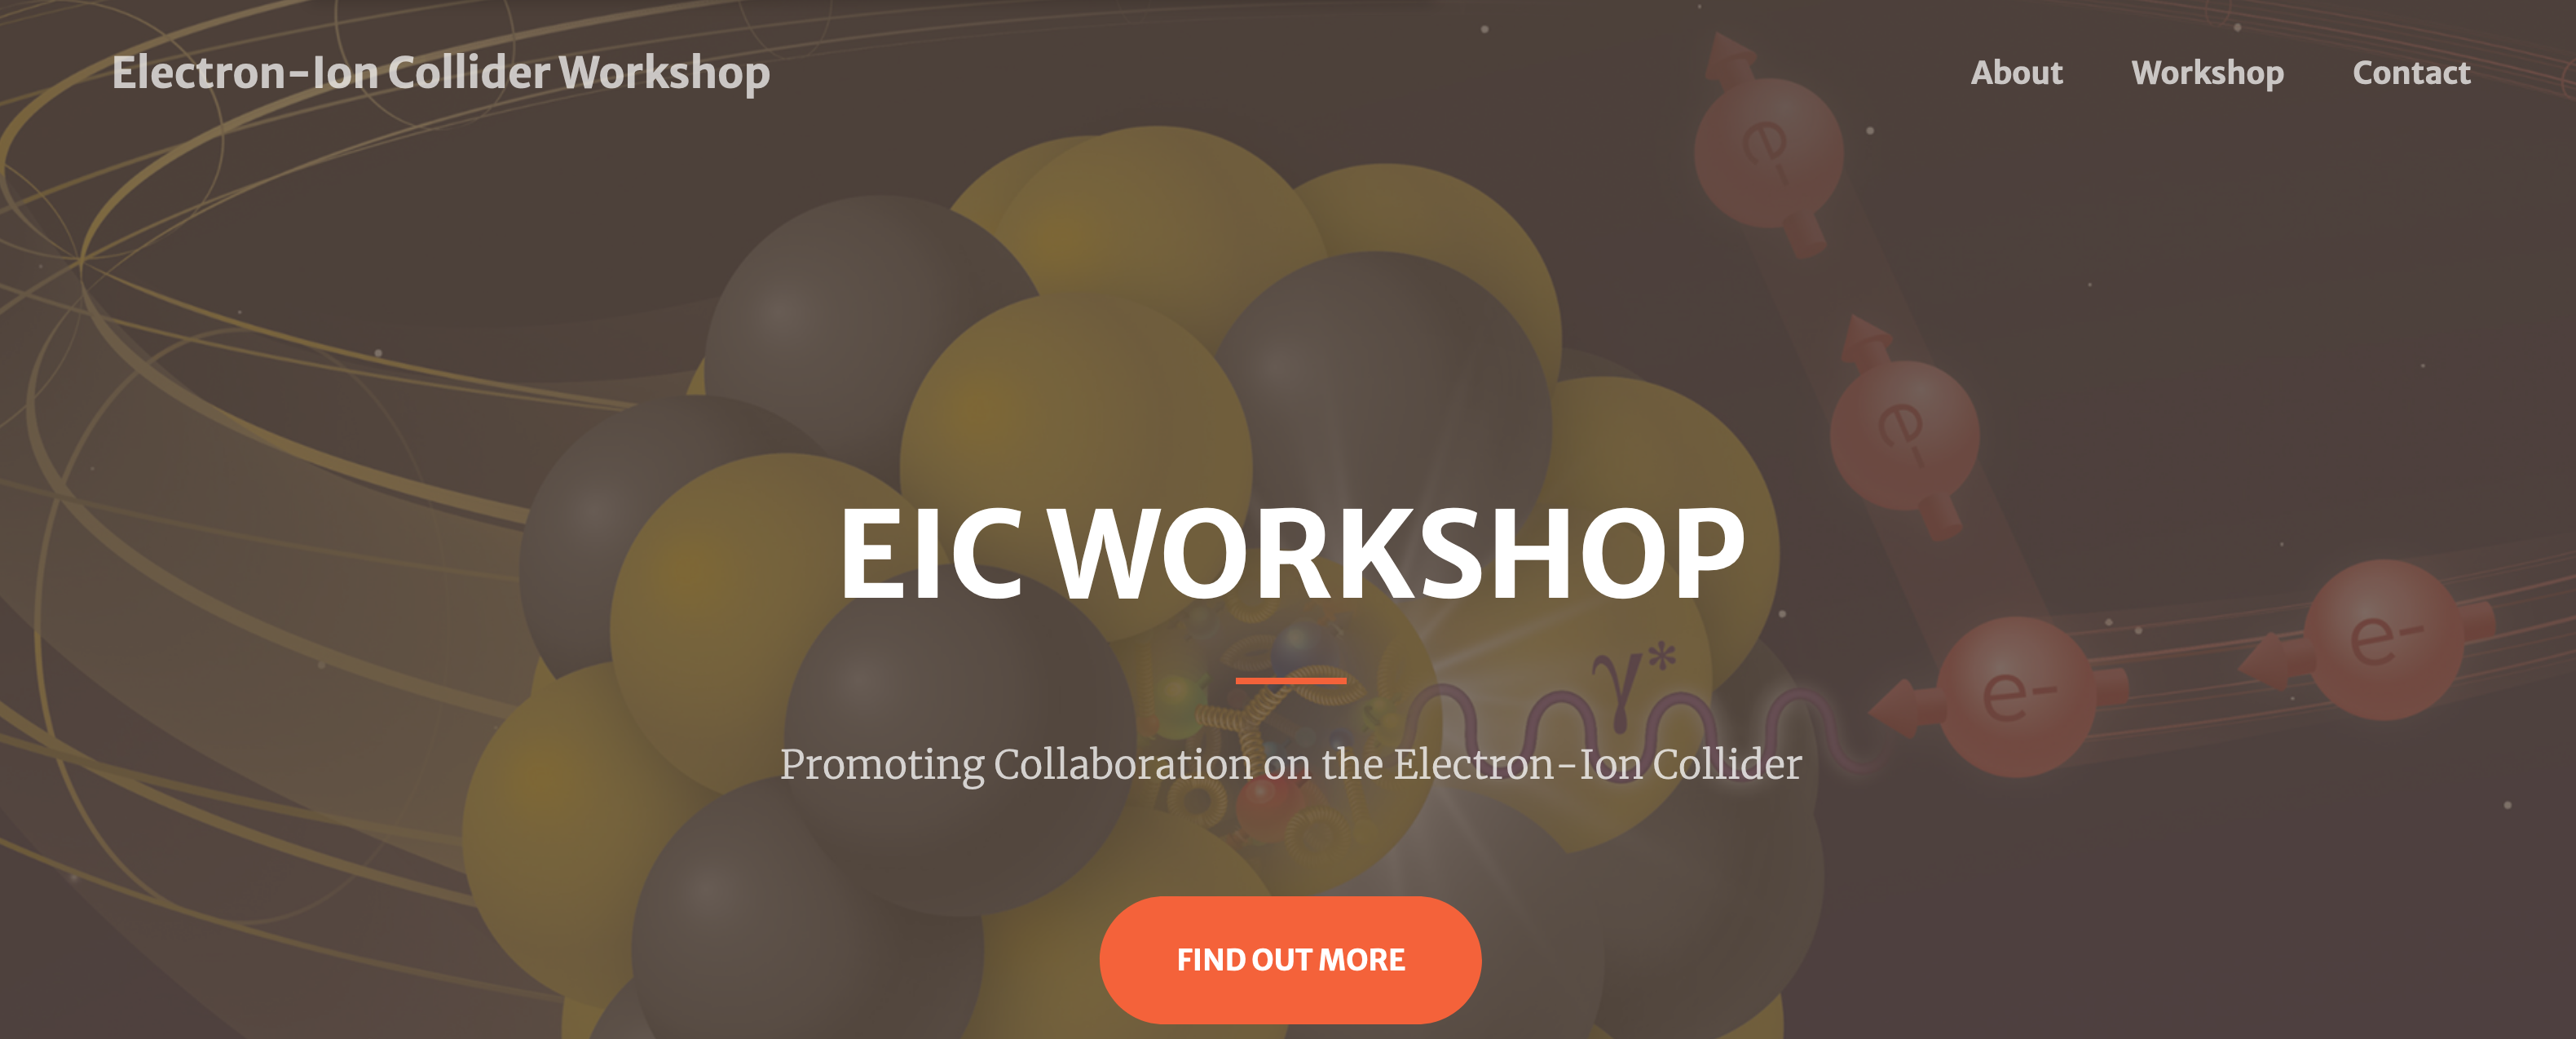 Electron-Ion Collider Workshop
About Workshop Contact
e-
e-
EIC WORKSHOP
γ*
e-
e-
Promoting Collaboration on the Electron-Ion Collider
FIND OUT MORE